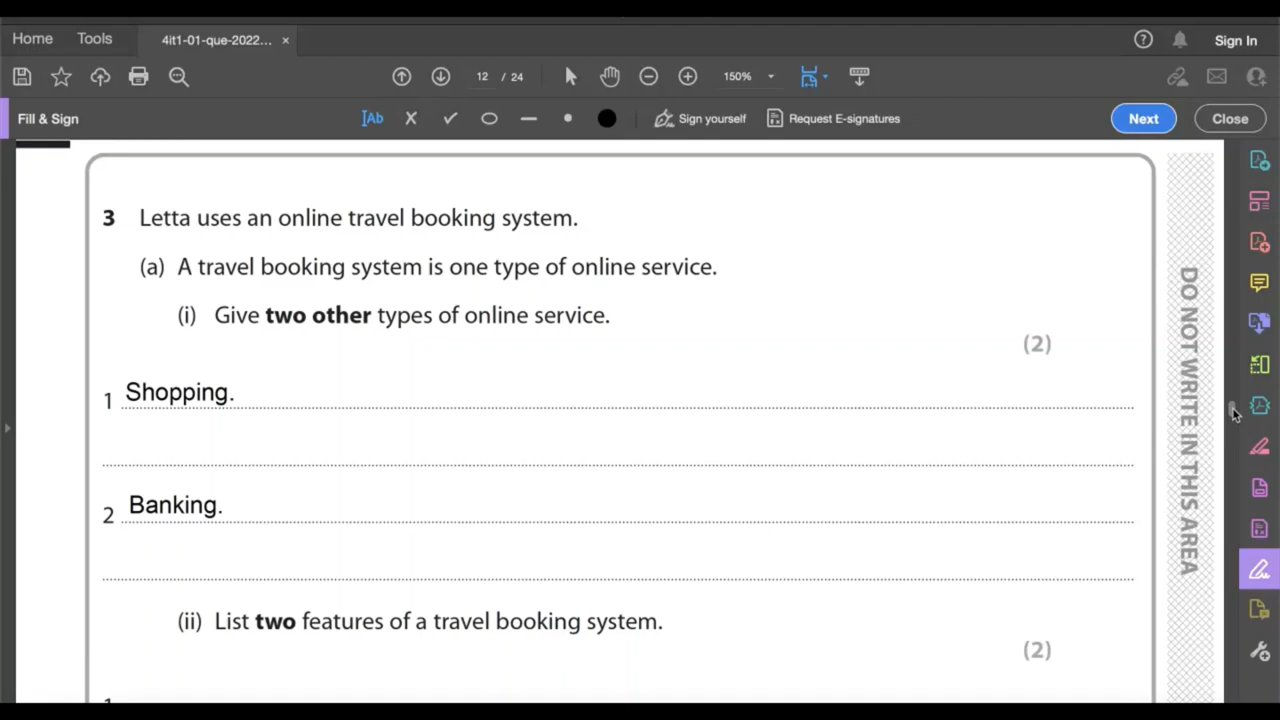 Home Tools 4it1-01-que-2022... × Sign In
12 / 24 150%
Fill & Sign Ab Sign yourself Request E-signatures Next Close
3 Letta uses an online travel booking system.
(a) A travel booking system is one type of online service.
(i) Give two other types of online service.
(2)
1 Shopping.
2 Banking.
(ii) List two features of a travel booking system.
(2)
DO NOT WRITE IN THIS AREA